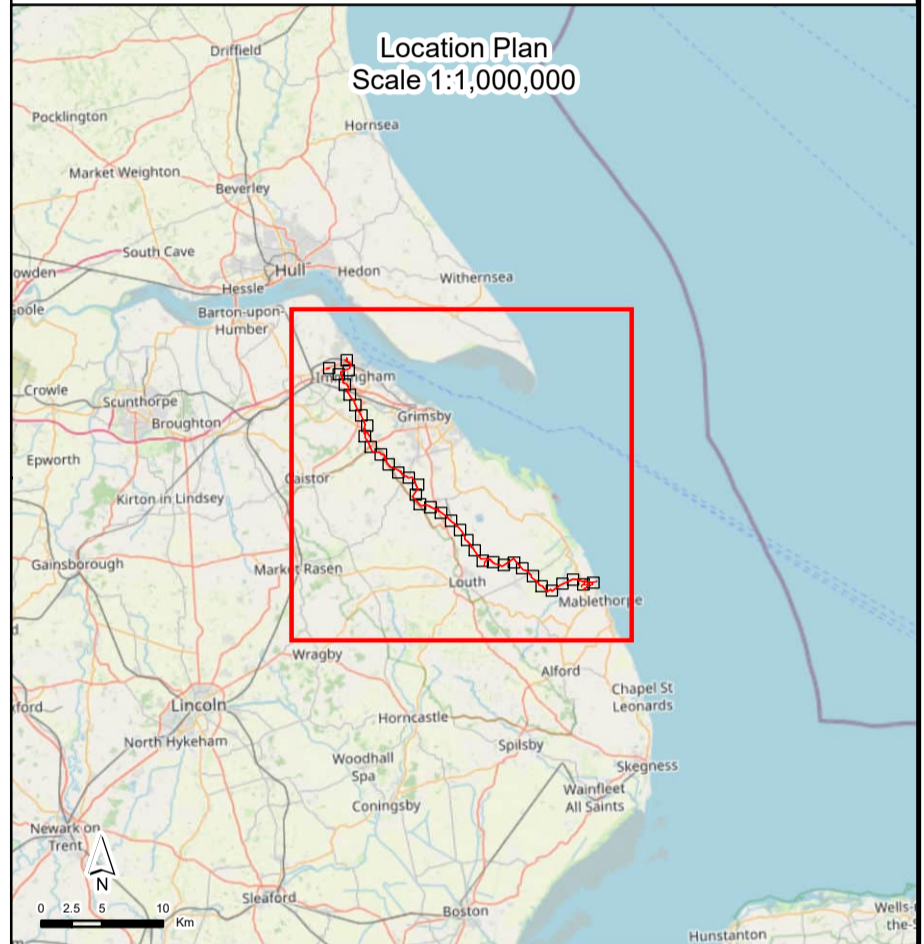 Location Plan
Scale 1:1,000,000
Driffield
Pocklington
Hornsea
Market Weighton
Beverley
South Cave
owden
Hull
Hedon
Withernsea
Hessle
oole
Barton-upon-
Humber
Immingham
Crowle
Scunthorpe
Broughton
Grimsby
Epworth
Caistor
Kirton in Lindsey
Gainsborough
Market Rasen
Louth
Mablethorpe
d
Wragby
Alford
Chapel St
Leonards
xford
Lincoln
Horncastle
North Hykeham
Spilsby
Woodhall
Spa
Skegness
Wainfleet
All Saints
Coningsby
Newark on
Trent
N
Sleaford
0 2.5 5 10
Km
Boston
Wells-
the-
Hunstanton